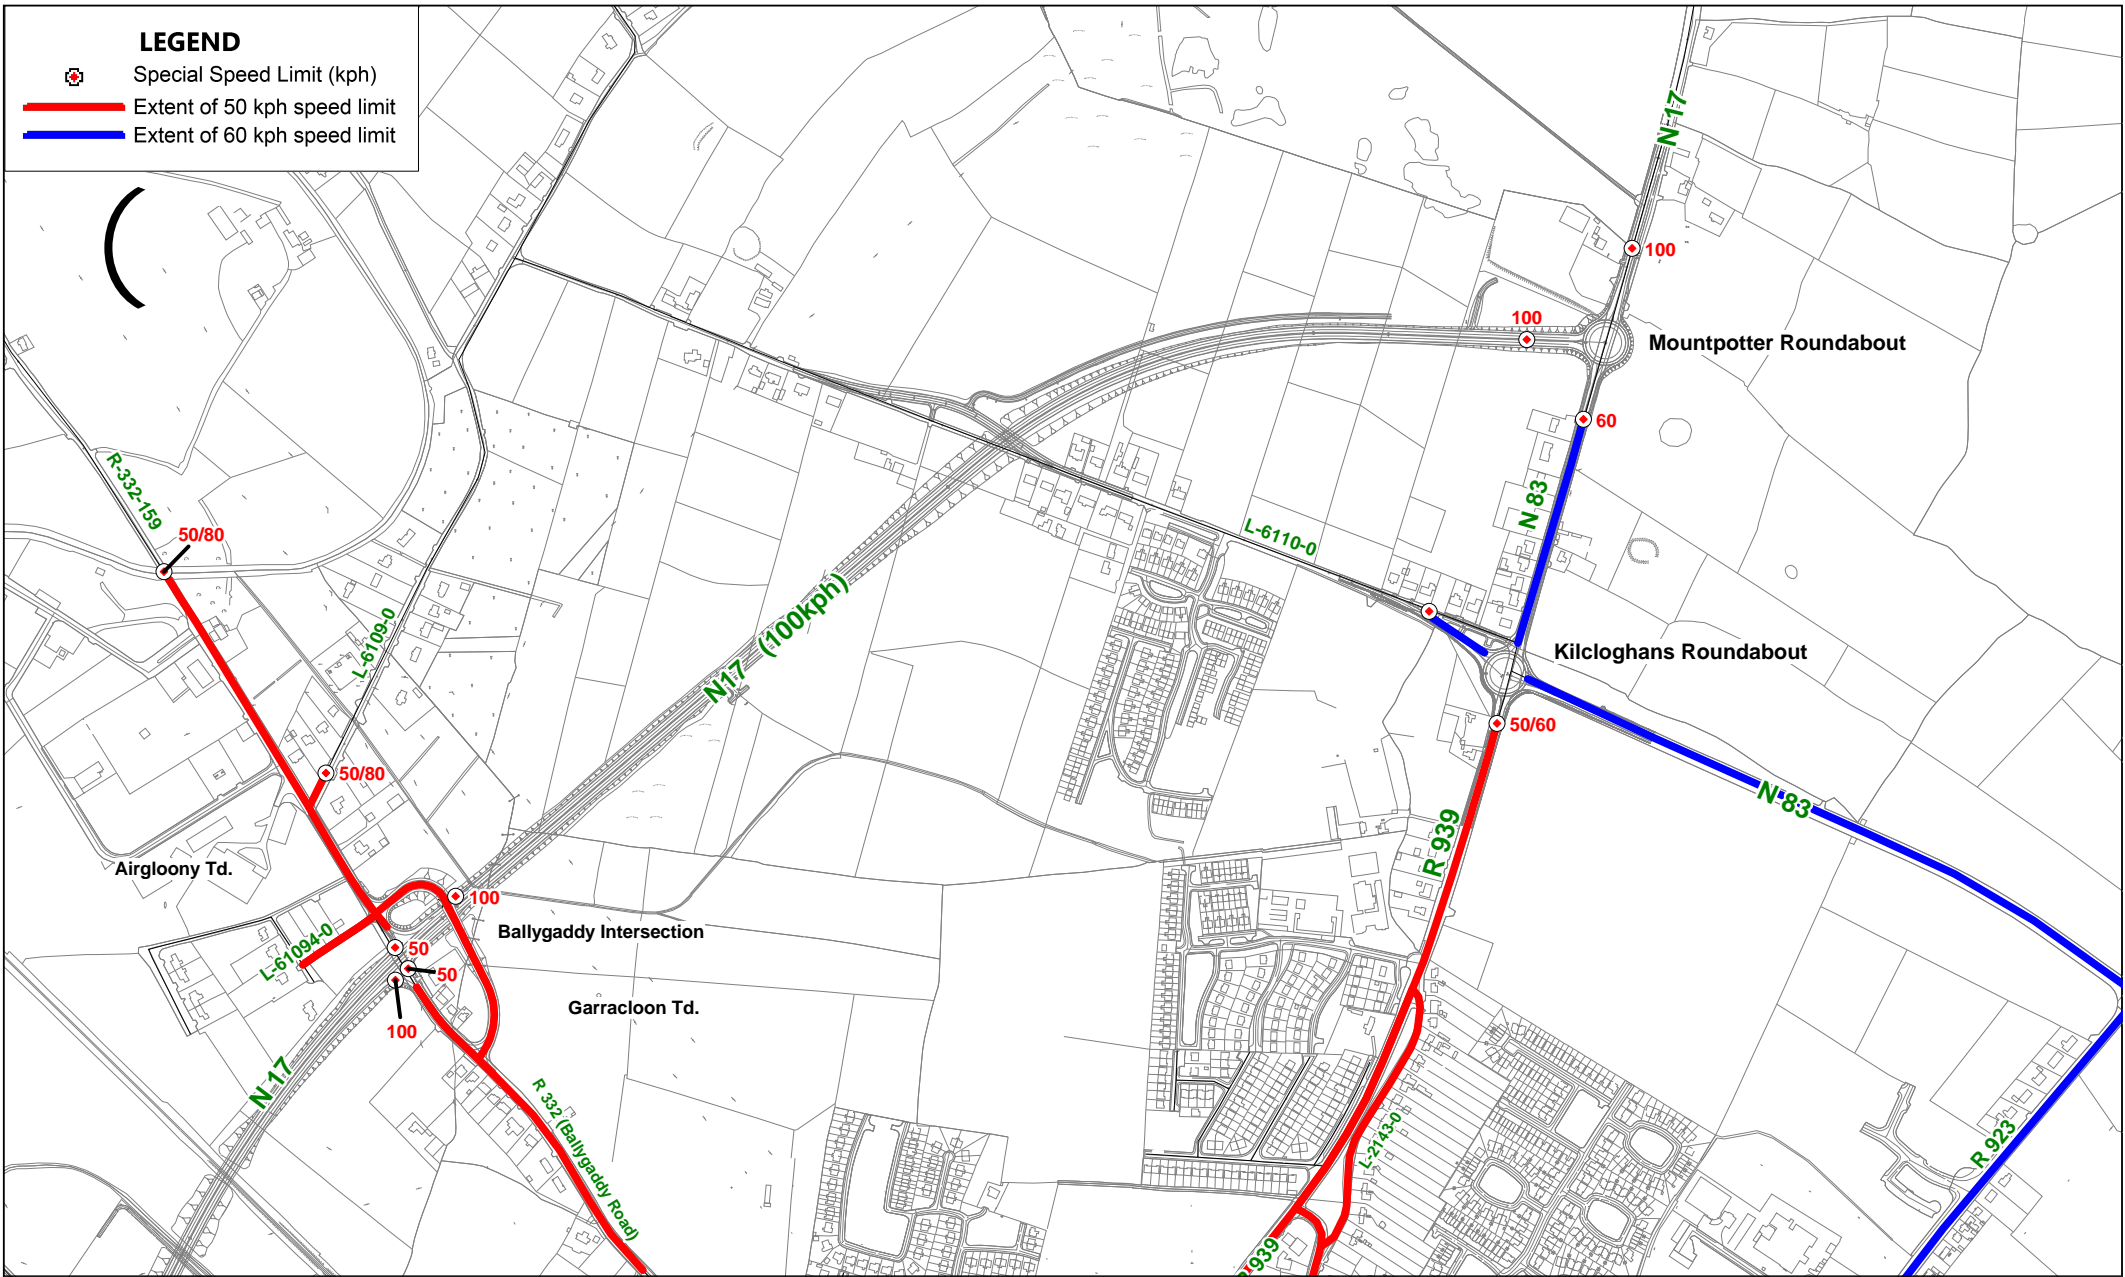 LEGEND
Special Speed Limit (kph)
Extent of 50 kph speed limit
Extent of 60 kph speed limit
N 17
100
100
Mountpotter Roundabout
60
R-332-159
N 83
50/80
L-6110-0
N17 (100kph)
L-6109-0
Kilcloghans Roundabout
50/60
50/80
N 83
R 939
Airgloony Td.
100
Ballygaddy Intersection
L-61094-0
50
50
Garracloon Td.
100
N 17
R 332 (Ballygaddy Road)
L-2143-0
R 923
R 939